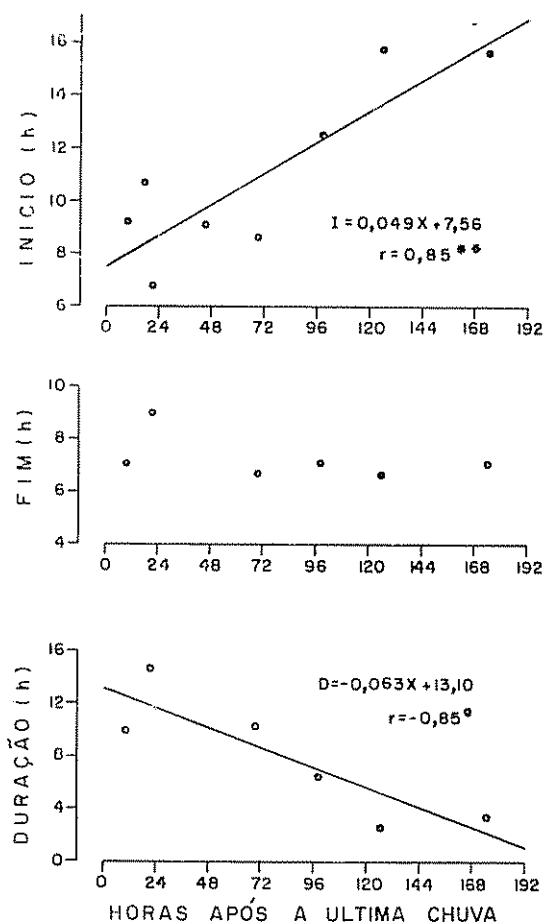 INICIO (h)
16
14
12
10
8
6
I = 0,049X + 7,56
r = 0,85**
0 24 48 72 96 120 144 168 192
FIM (h)
10
8
6
4
0 24 48 72 96 120 144 168 192
DURAÇÃO (h)
16
12
8
4
0
D=-0,063X +13,10
r=-0,85*
0 24 48 72 96 120 144 168 192
HORAS APÓS A ULTIMA CHUVA